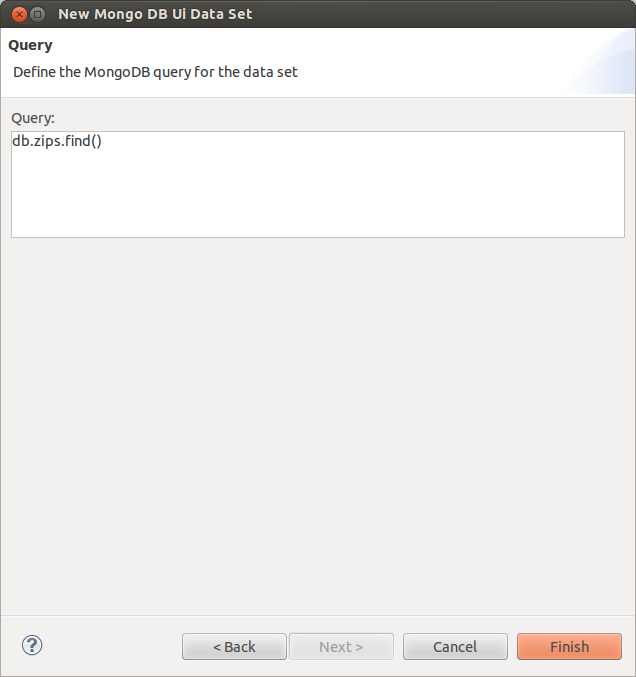 New Mongo DB Ui Data Set
Query
Define the MongoDB query for the data set
Query:
db.zips.find()
?
< Back
Next >
Cancel
Finish